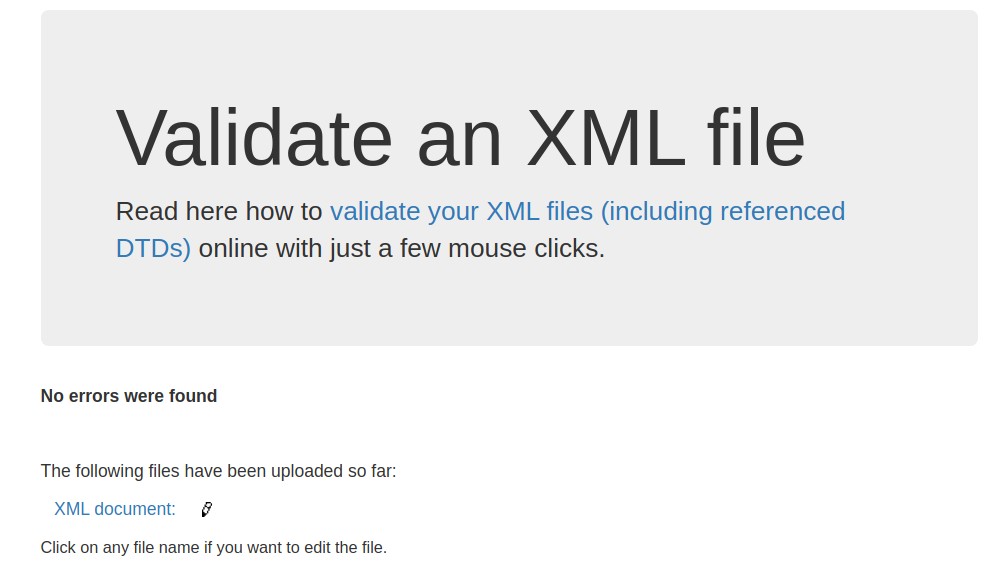 Validate an XML file
Read here how to validate your XML files (including referenced
DTDs) online with just a few mouse clicks.
No errors were found
The following files have been uploaded so far:
XML document:
Click on any file name if you want to edit the file.